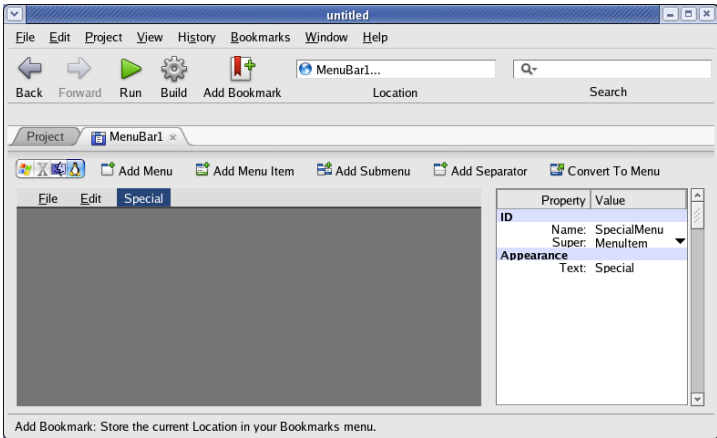 untitled
File Edit Project View History Bookmarks Window Help
MenuBar1...
Back Forward Run Build Add Bookmark Location Search
Project MenuBar1
Add Menu Add Menu Item Add Submenu Add Separator Convert To Menu
File Edit Special
Property Value
ID
Name: SpecialMenu
Super: MenuItem
Appearance
Text: Special
Add Bookmark: Store the current Location in your Bookmarks menu.